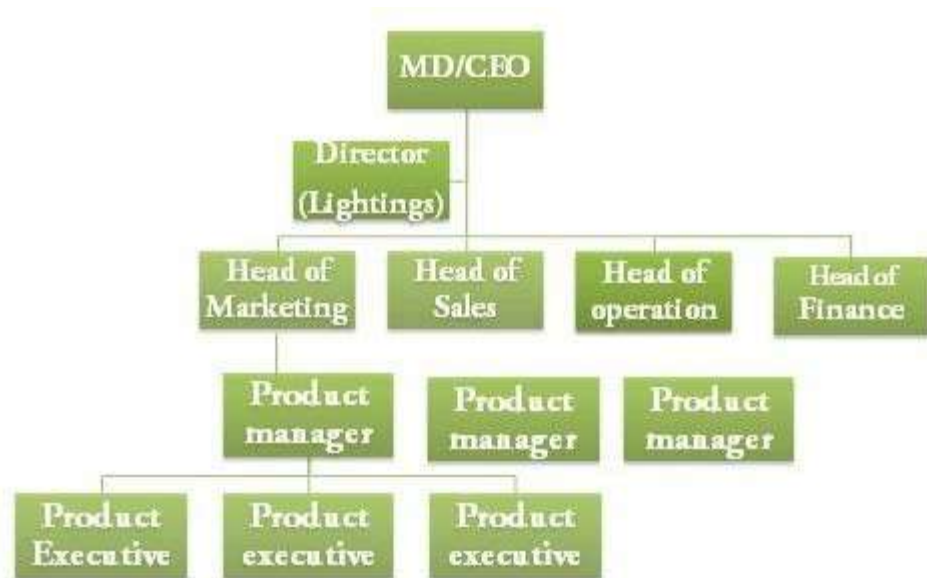 MD/CEO
Director
(Lightings)
Head of
Marketing
Head of
Sales
Head of
operation
Head of
Finance
Product
manager
Product
manager
Product
manager
Product
Executive
Product
executive
Product
executive